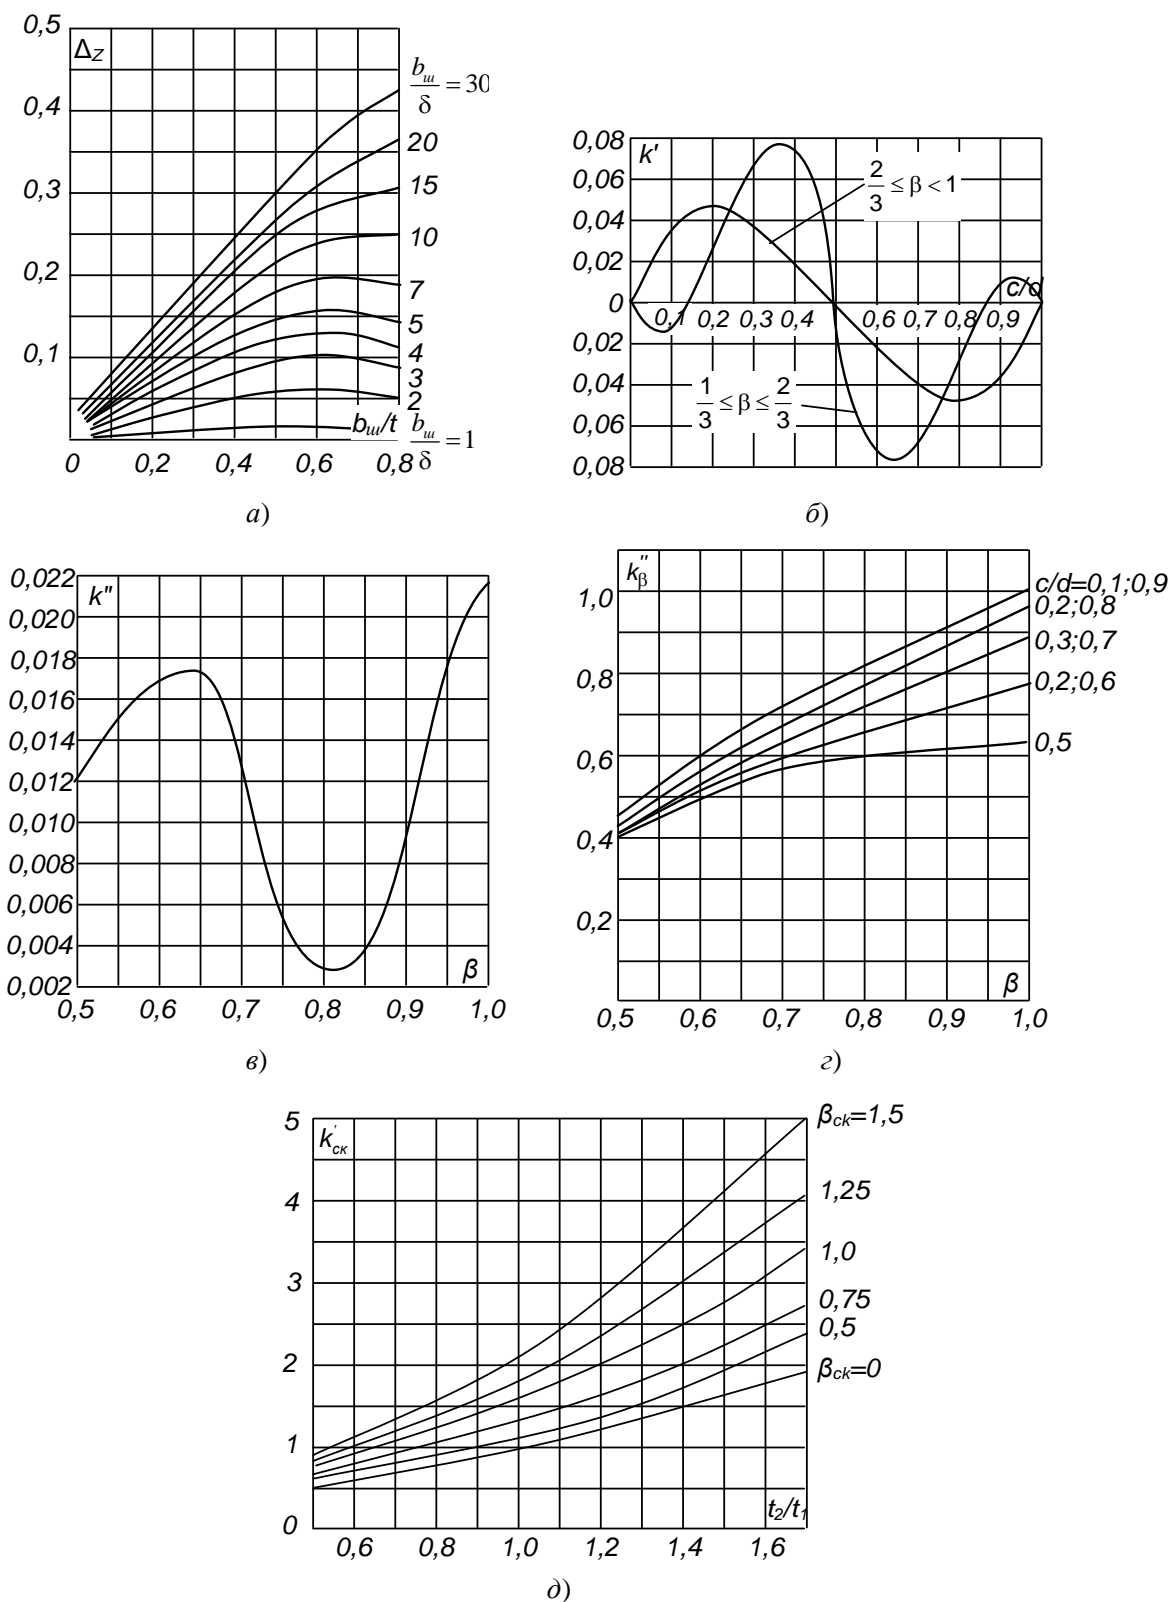 0,5
Δz
bш/δ = 30
0,4
20
0,3
15
10
0,2
7
5
0,1
4
3
2
bш/t
bш/δ = 1
0 0,2 0,4 0,6 0,8
а)
0,08
k'
0,06
2/3 ≤ β < 1
0,04
0,02
c/d
0
0,1 0,2 0,3 0,4 0,6 0,7 0,8 0,9
0,02
0,04
1/3 ≤ β ≤ 2/3
0,06
0,08
б)
0,022
k"
0,020
0,018
0,016
0,014
0,012
0,010
0,008
0,006
0,004
β
0,002
0,5 0,6 0,7 0,8 0,9 1,0
в)
k"β
c/d=0,1;0,9
1,0
0,2;0,8
0,3;0,7
0,8
0,2;0,6
0,5
0,6
0,4
0,2
β
0,5 0,6 0,7 0,8 0,9 1,0
г)
5
k'ск
βck=1,5
4
1,25
1,0
3
0,75
0,5
2
βck=0
1
t2/t1
0
0,6 0,8 1,0 1,2 1,4 1,6
д)